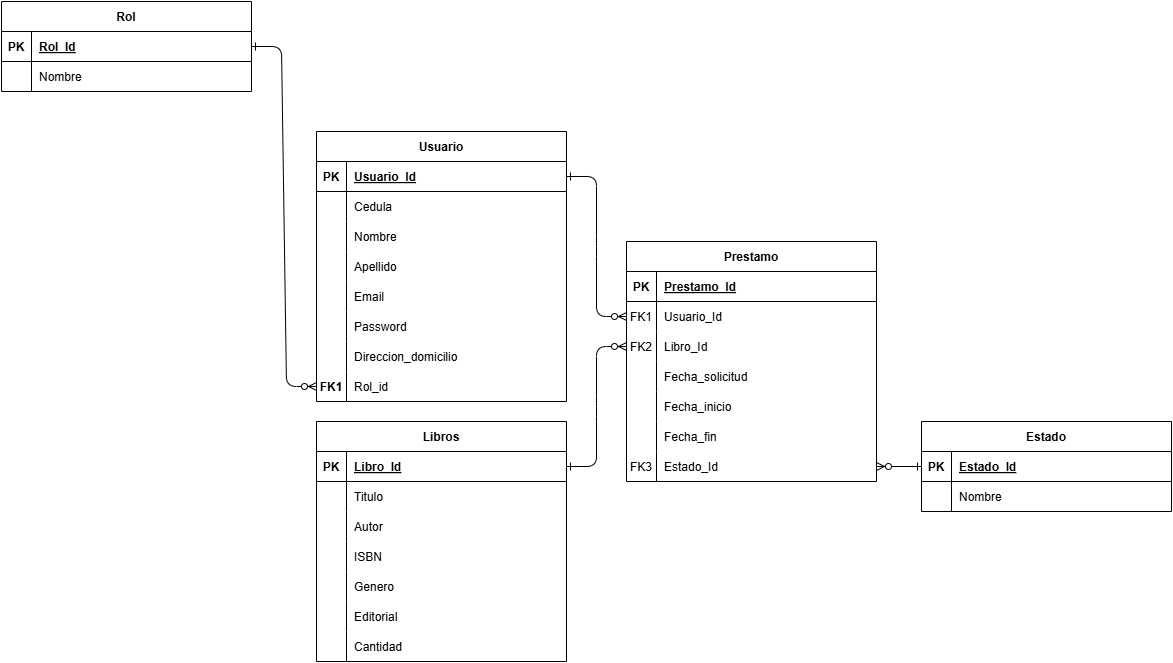 Rol
PK Rol_Id
Nombre
Usuario
PK Usuario_Id
Cedula
Nombre
Apellido
Email
Password
Direccion_domicilio
FK1 Rol_id
Libros
PK Libro_Id
Titulo
Autor
ISBN
Genero
Editorial
Cantidad
Prestamo
PK Prestamo_Id
FK1 Usuario_Id
FK2 Libro_Id
Fecha_solicitud
Fecha_inicio
Fecha_fin
FK3 Estado_Id
Estado
PK Estado_Id
Nombre